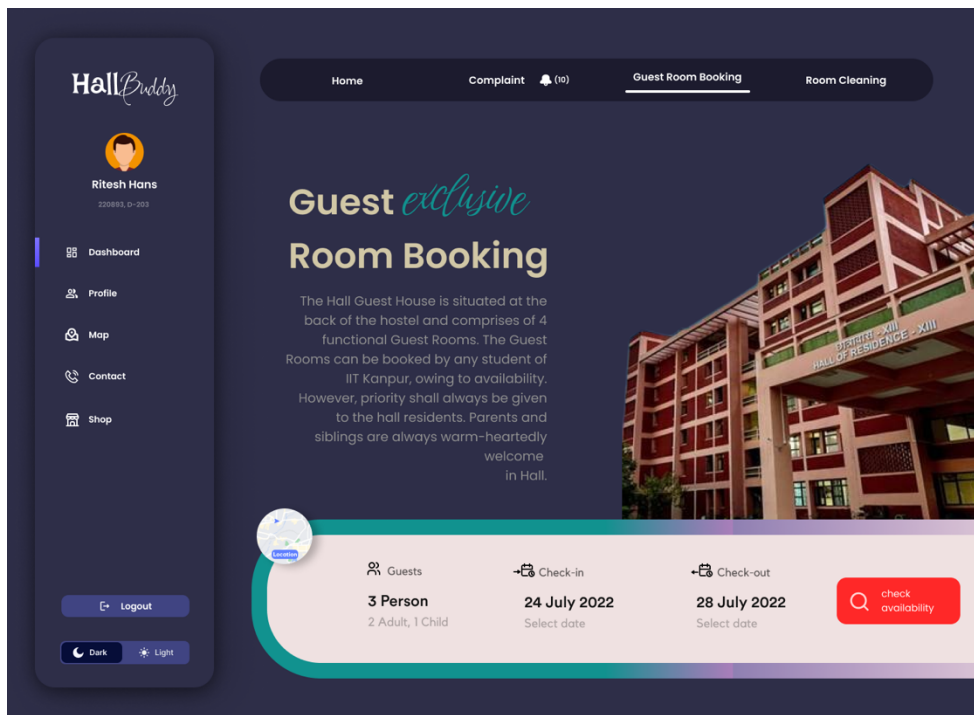 HallBuddy
Ritesh Hans
220893, D-203
Dashboard
Profile
Map
Contact
Shop
Logout
Dark
Light
Home
Complaint (10)
Guest Room Booking
Room Cleaning
Guest exclusive
Room Booking
The Hall Guest House is situated at the
back of the hostel and comprises of 4
functional Guest Rooms. The Guest
Rooms can be booked by any student of
IIT Kanpur, owing to availability.
However, priority shall always be given
to the hall residents. Parents and
siblings are always warm-heartedly
welcome
in Hall.
छात्रावास - XIII
HALL OF RESIDENCE - XIII
Location
Guests
3 Person
2 Adult, 1 Child
Check-in
24 July 2022
Select date
Check-out
28 July 2022
Select date
check
availability